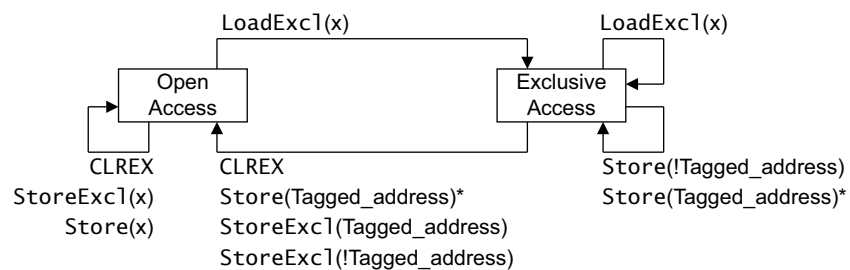 LoadExcl(x)
LoadExcl(x)
Open
Access
Exclusive
Access
CLREX
StoreExcl(x)
Store(x)
CLREX
Store(Tagged_address)*
StoreExcl(Tagged_address)
StoreExcl(!Tagged_address)
Store(!Tagged_address)
Store(Tagged_address)*